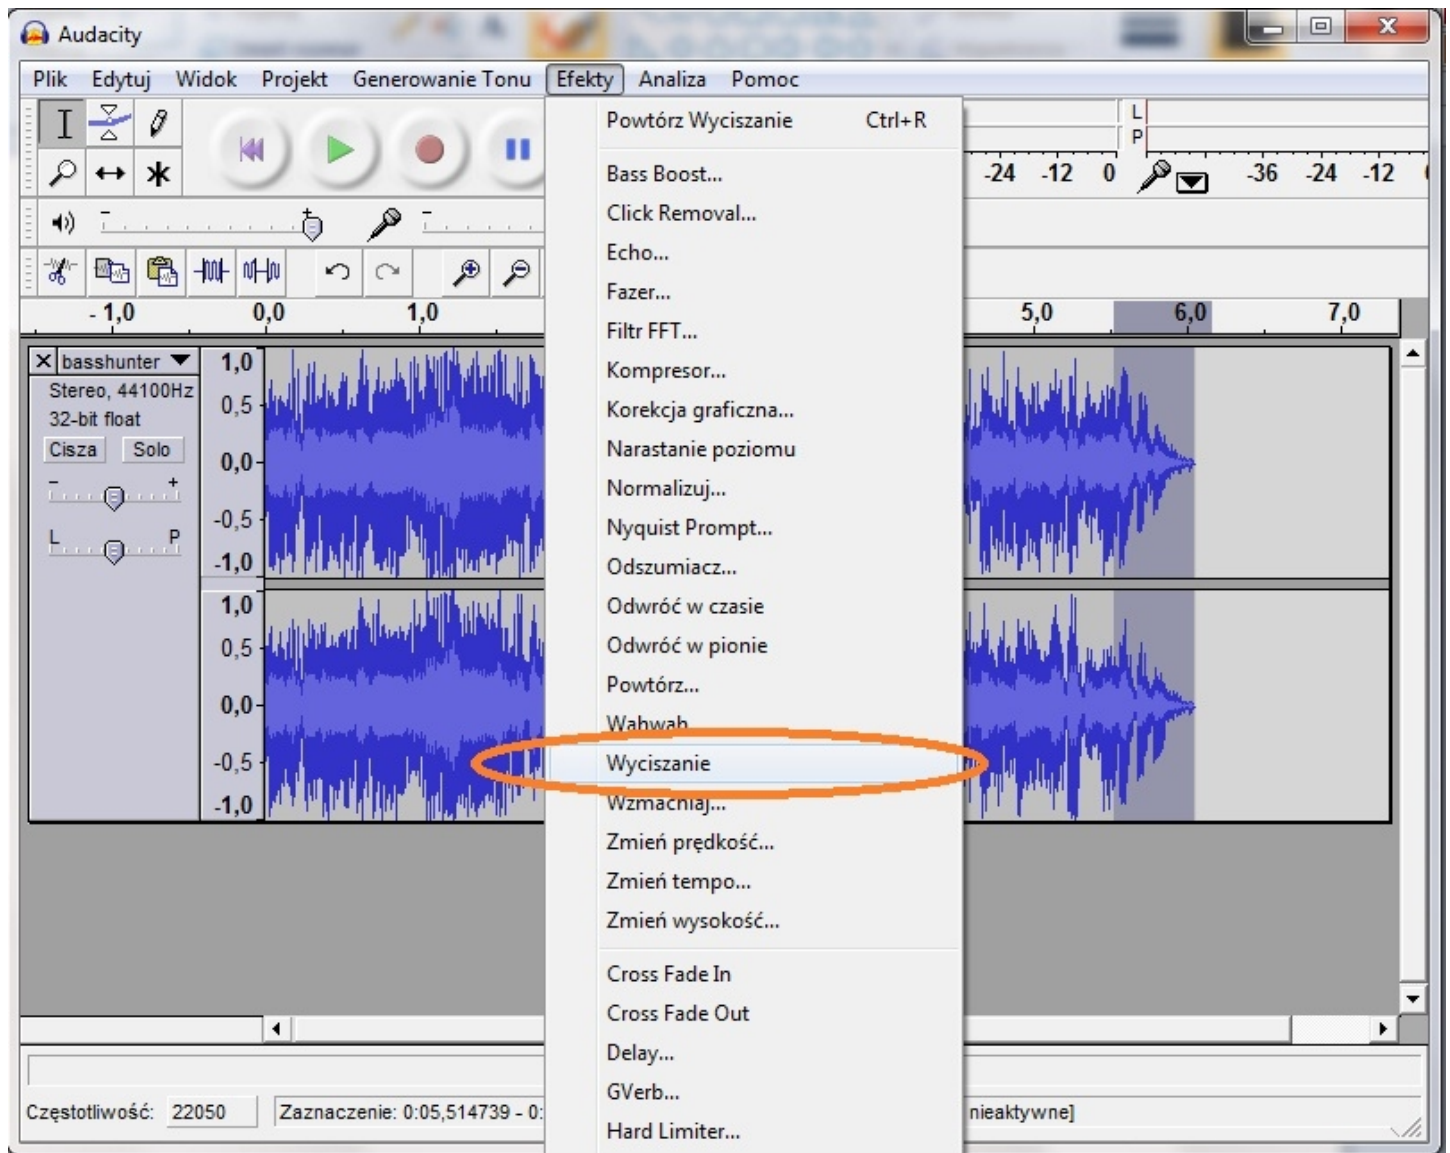 Audacity
Plik Edytuj Widok Projekt Generowanie Tonu Efekty Analiza Pomoc
Powtórz Wyciszanie Ctrl+R
L
P
-24 -12 0 -36 -24 -12
Bass Boost...
Click Removal...
Echo...
Fazer...
- 1,0 0,0 1,0 5,0 6,0 7,0
Filtr FFT...
basshunter
Stereo, 44100Hz
32-bit float
Cisza Solo
- +
L P
1,0
0,5
0,0
-0,5
-1,0
1,0
0,5
0,0
-0,5
-1,0
Kompresor...
Korekcja graficzna...
Narastanie poziomu
Normalizuj...
Nyquist Prompt...
Odszumiacz...
Odwróć w czasie
Odwróć w pionie
Powtórz...
Wahwah
Wyciszanie
Wzmacniaj...
Zmień prędkość...
Zmień tempo...
Zmień wysokość...
Cross Fade In
Cross Fade Out
Delay...
GVerb...
Hard Limiter...
Częstotliwość: 22050 Zaznaczenie: 0:05,514739 - 0: nieaktywne]